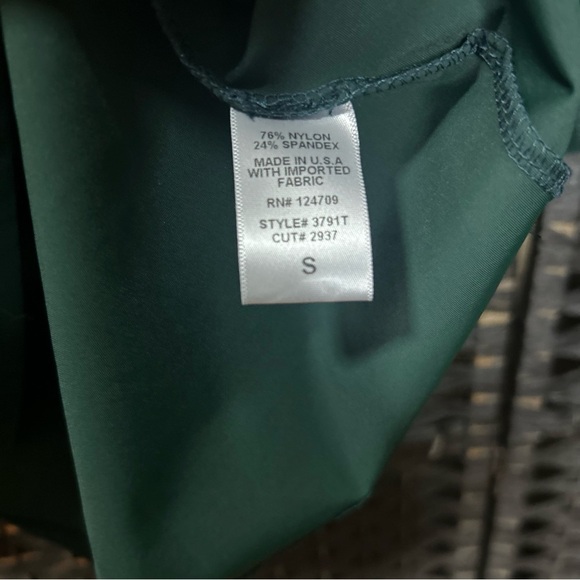 76% NYLON
24% SPANDEX
MADE IN U.S.A
WITH IMPORTED
FABRIC
RN# 124709
STYLE# 3791T
CUT# 2937
S